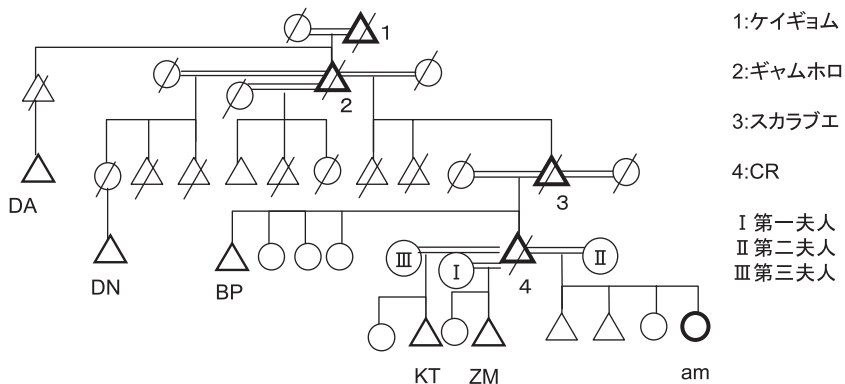 1
1:ケイギョム
2:ギャムホロ
2
3:スカラブエ
4:CR
DA
3
Ⅰ 第一夫人
Ⅱ 第二夫人
Ⅲ 第三夫人
DN
BP
Ⅲ
Ⅰ
Ⅱ
4
KT
ZM
am